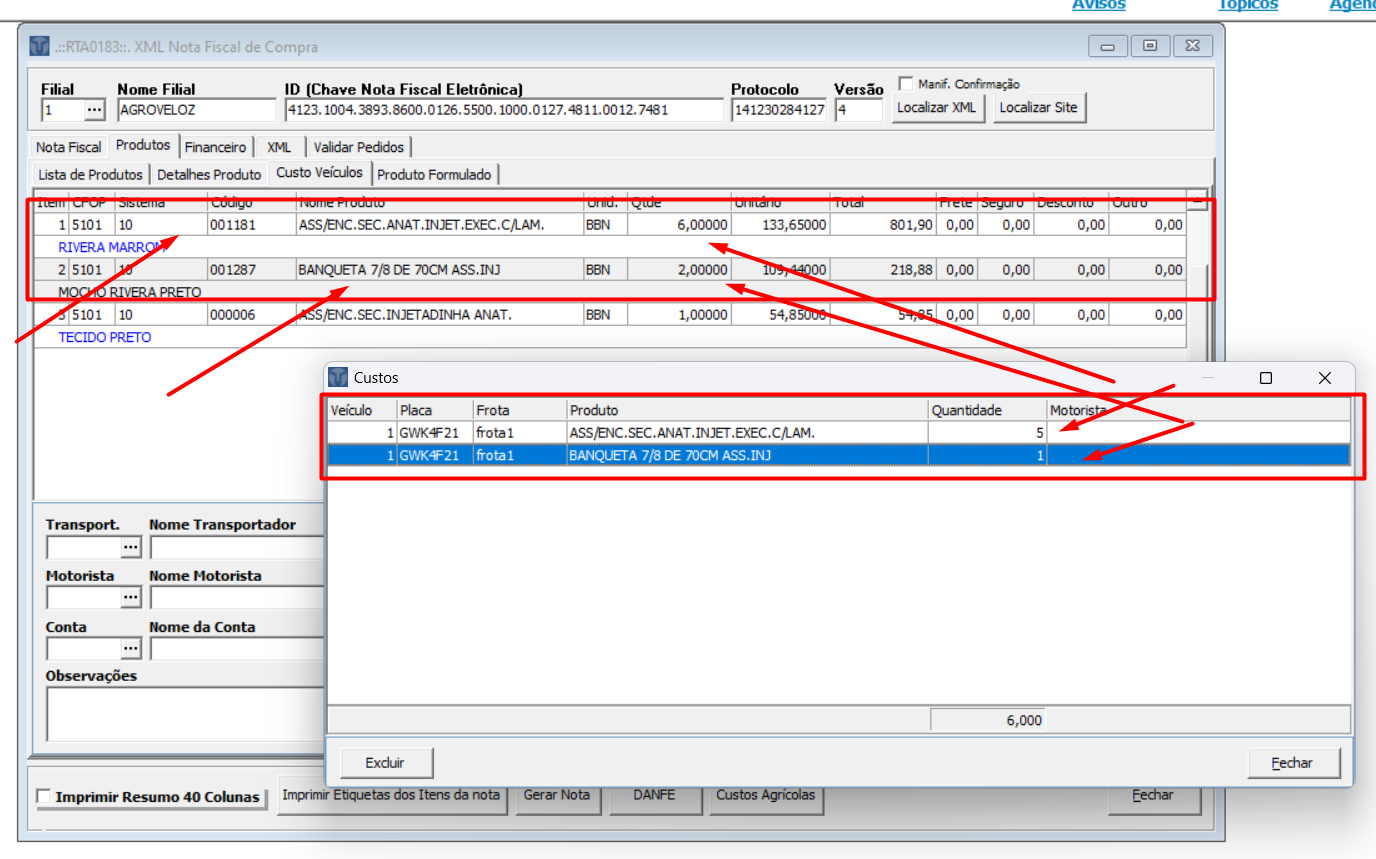 Avisos Tópicos
.::RTA0183::. XML Nota Fiscal de Compra
Filial Nome Filial ID (Chave Nota Fiscal Eletrônica) Protocolo Versão Manif. Confirmação
1 ... AGROVELOZ 4123.1004.3893.8600.0126.5500.1000.0127.4811.0012.7481 141230284127 4 Localizar XML Localizar Site
Nota Fiscal Produtos Financeiro XML Validar Pedidos
Lista de Produtos Detalhes Produto Custo Veículos Produto Formulado
Item CFOP Sistema Código Nome Produto Unid. Qtde Unitário Total Frete Seguro Desconto Outro
1 5101 10 001181 ASS/ENC.SEC.ANAT.INJET.EXEC.C/LAM. BBN 6,00000 133,65000 801,90 0,00 0,00 0,00 0,00
RIVERA MARROM
2 5101 10 001287 BANQUETA 7/8 DE 70CM ASS.INJ BBN 2,00000 109,44000 218,88 0,00 0,00 0,00 0,00
MOCHO RIVERA PRETO
3 5101 10 000006 ASS/ENC.SEC.INJETADINHA ANAT. BBN 1,00000 54,85000 54,85 0,00 0,00 0,00 0,00
TECIDO PRETO
Custos
Veículo Placa Frota Produto Quantidade Motorista
1 GWK4F21 frota1 ASS/ENC.SEC.ANAT.INJET.EXEC.C/LAM. 5
1 GWK4F21 frota1 BANQUETA 7/8 DE 70CM ASS.INJ 1
6,000
Excluir Fechar
Transport. Nome Transportador
...
Motorista Nome Motorista
...
Conta Nome da Conta
...
Observações
Imprimir Resumo 40 Colunas Imprimir Etiquetas dos Itens da nota Gerar Nota DANFE Custos Agrícolas Fechar